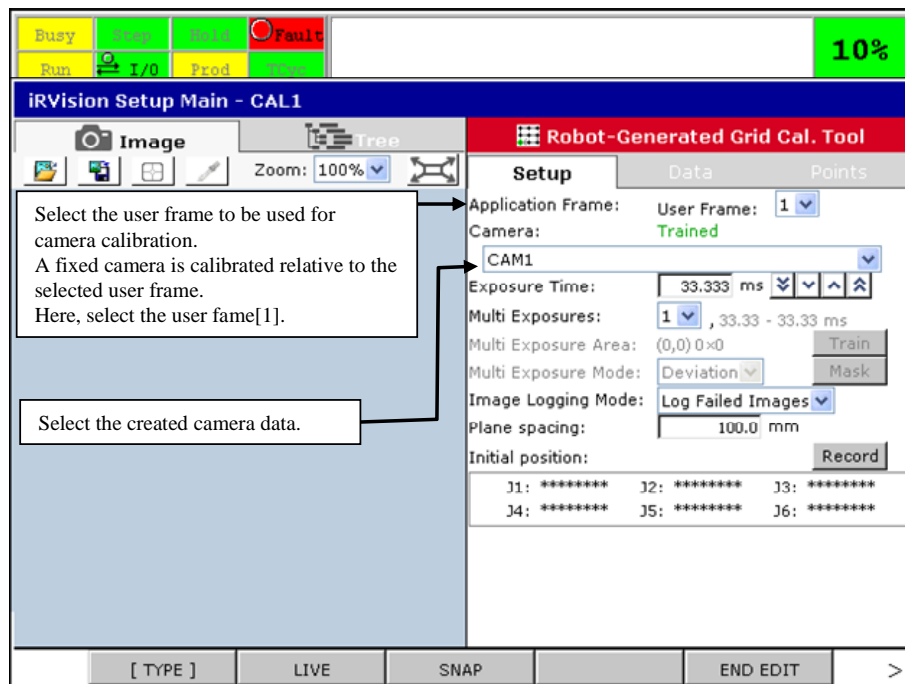 Busy Step Hold Fault
Run I/O Prod TCyc
10%
iRVision Setup Main - CAL1
Image Tree
Zoom: 100%
Robot-Generated Grid Cal. Tool
Setup Data Points
Select the user frame to be used for
camera calibration.
A fixed camera is calibrated relative to the
selected user frame.
Here, select the user fame[1].
Select the created camera data.
Application Frame: User Frame: 1
Camera: Trained
CAM1
Exposure Time: 33.333 ms
Multi Exposures: 1 , 33.33 - 33.33 ms
Multi Exposure Area: (0,0) 0×0 Train
Multi Exposure Mode: Deviation Mask
Image Logging Mode: Log Failed Images
Plane spacing: 100.0 mm
Initial position: Record
J1: ******** J2: ******** J3: ********
J4: ******** J5: ******** J6: ********
[ TYPE ] LIVE SNAP END EDIT >